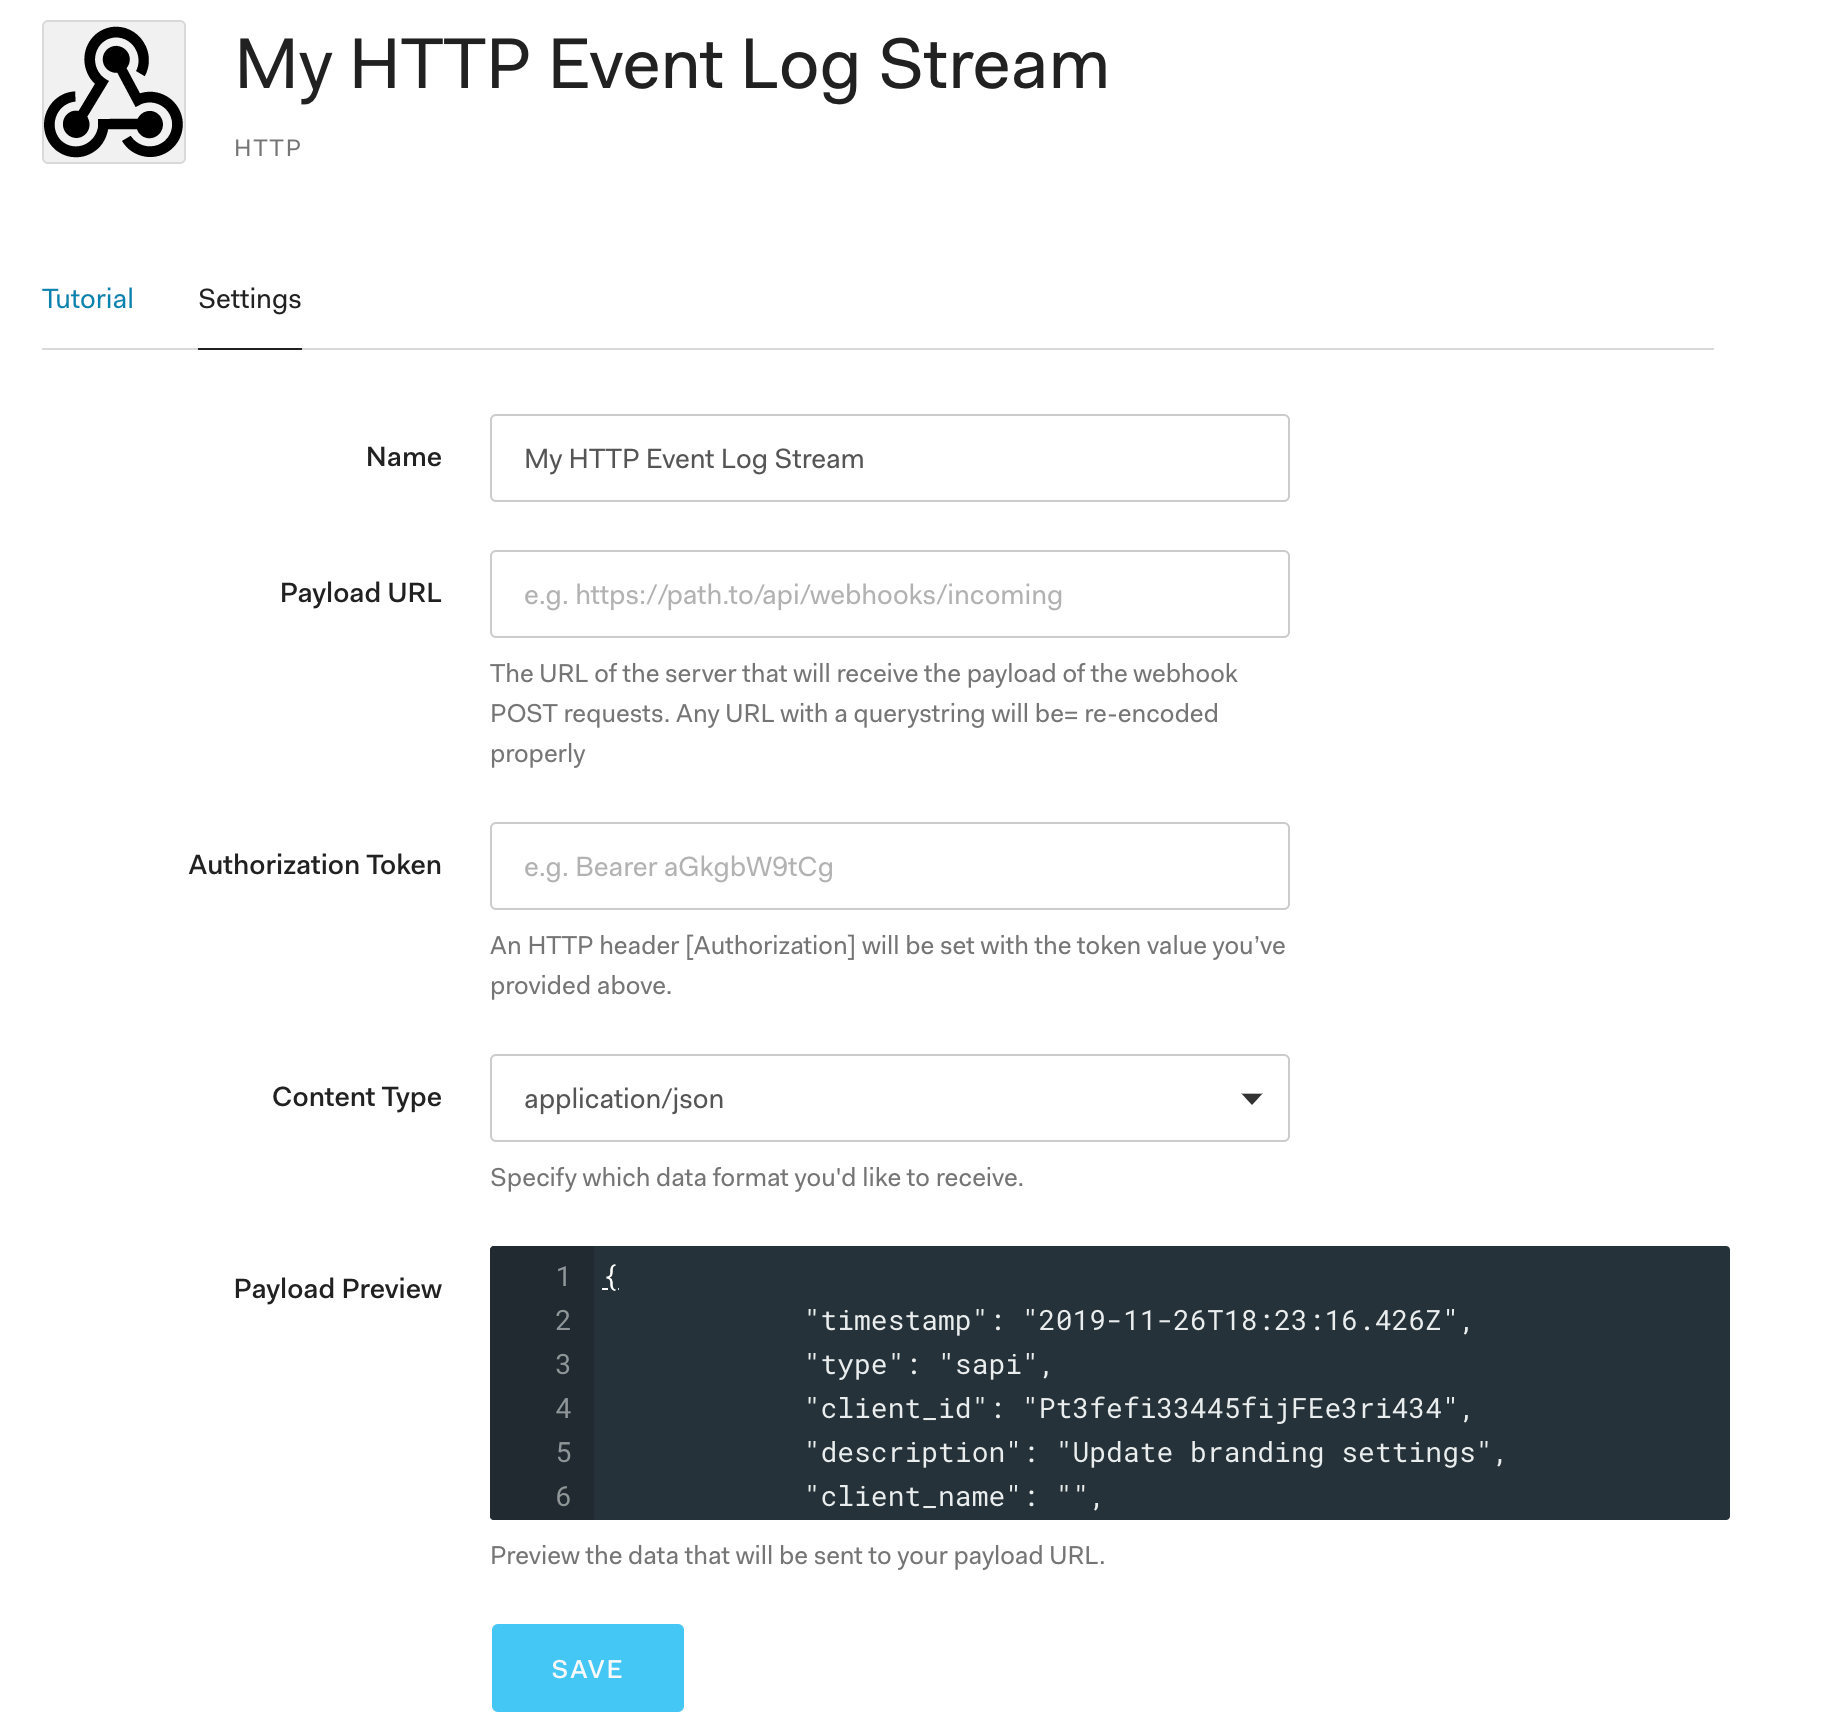 My HTTP Event Log Stream
HTTP
Tutorial
Settings
Name
My HTTP Event Log Stream
Payload URL
e.g. https://path.to/api/webhooks/incoming
The URL of the server that will receive the payload of the webhook
POST requests. Any URL with a querystring will be= re-encoded
properly
Authorization Token
e.g. Bearer aGkgbW9tCg
An HTTP header [Authorization] will be set with the token value you’ve
provided above.
Content Type
application/json
Specify which data format you'd like to receive.
Payload Preview
1 {
2 "timestamp": "2019-11-26T18:23:16.426Z",
3 "type": "sapi",
4 "client_id": "Pt3fefi33445fijFEe3ri434",
5 "description": "Update branding settings",
6 "client_name": "",
Preview the data that will be sent to your payload URL.
SAVE